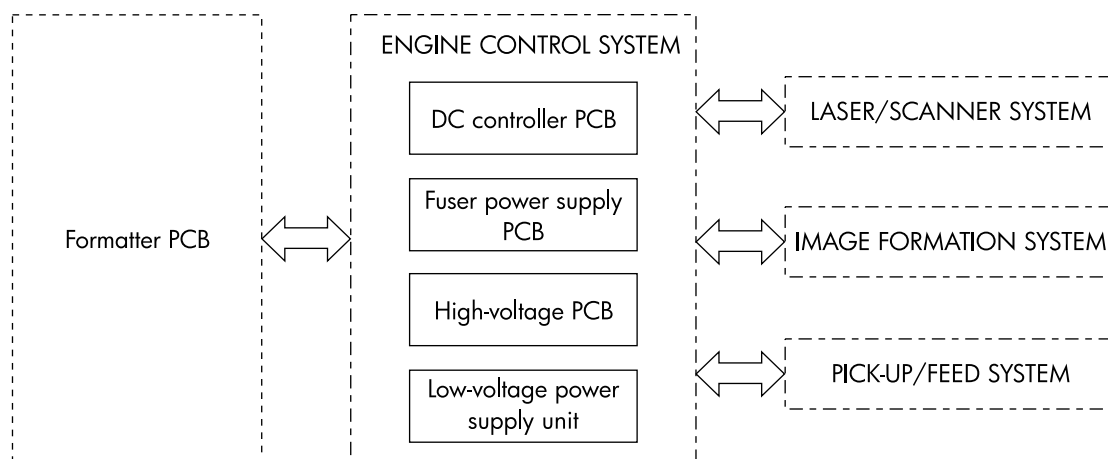 Formatter PCB
ENGINE CONTROL SYSTEM
DC controller PCB
Fuser power supply
PCB
High-voltage PCB
Low-voltage power
supply unit
LASER/SCANNER SYSTEM
IMAGE FORMATION SYSTEM
PICK-UP/FEED SYSTEM